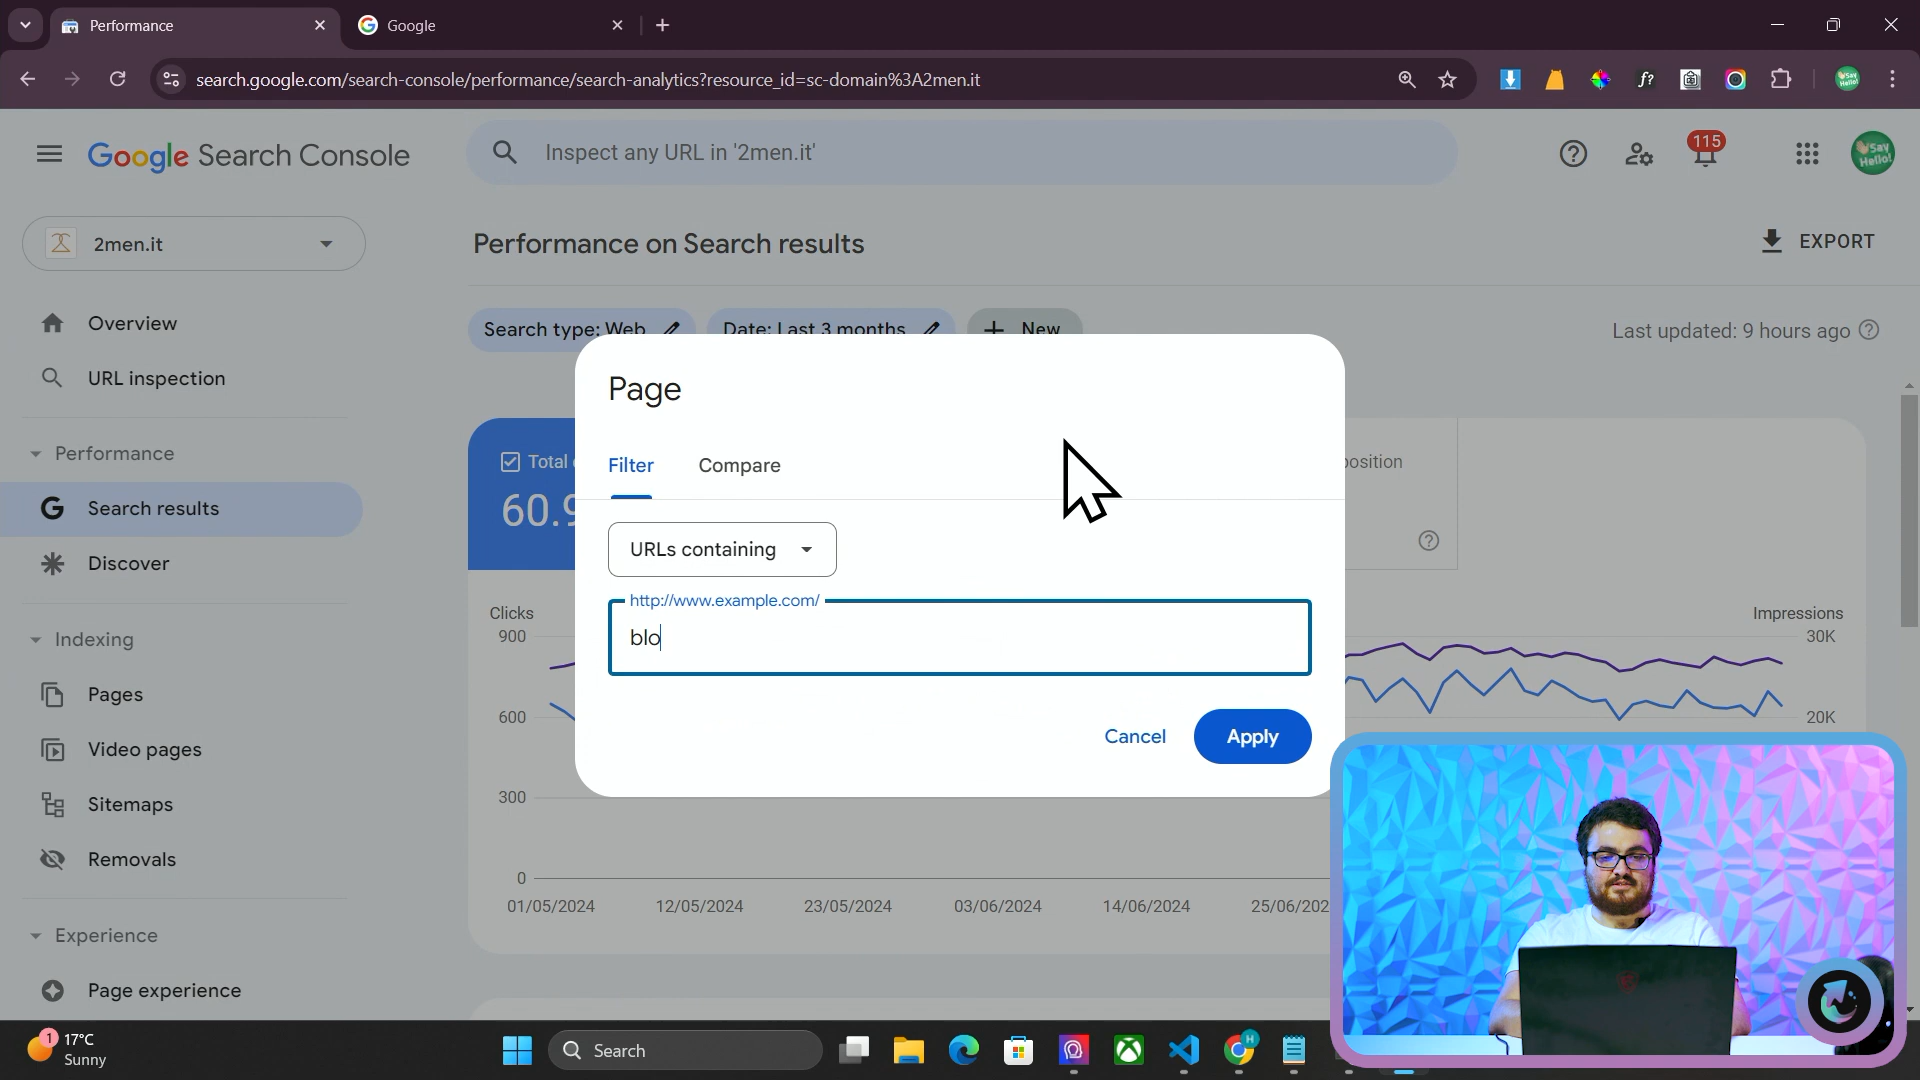 Performance
Google
search.google.com/search-console/performance/search-analytics?resource_id=sc-domain%3A2men.it
f?
Google Search Console
Inspect any URL in '2men.it'
115
Say
Hello!
2men.it
Performance on Search results
EXPORT
Overview
URL inspection
Performance
Search results
Discover
Indexing
Pages
Video pages
Sitemaps
Removals
Experience
Page experience
Search type: Web
Date: Last 3 months
New
Last updated: 9 hours ago
Total
60.9
position
Page
Filter
Compare
URLs containing
http://www.example.com/
blo
Cancel
Apply
Clicks
Impressions
900
30K
600
20K
300
0
01/05/2024
12/05/2024
23/05/2024
03/06/2024
14/06/2024
25/06/202
1
17°C
Sunny
Search
H